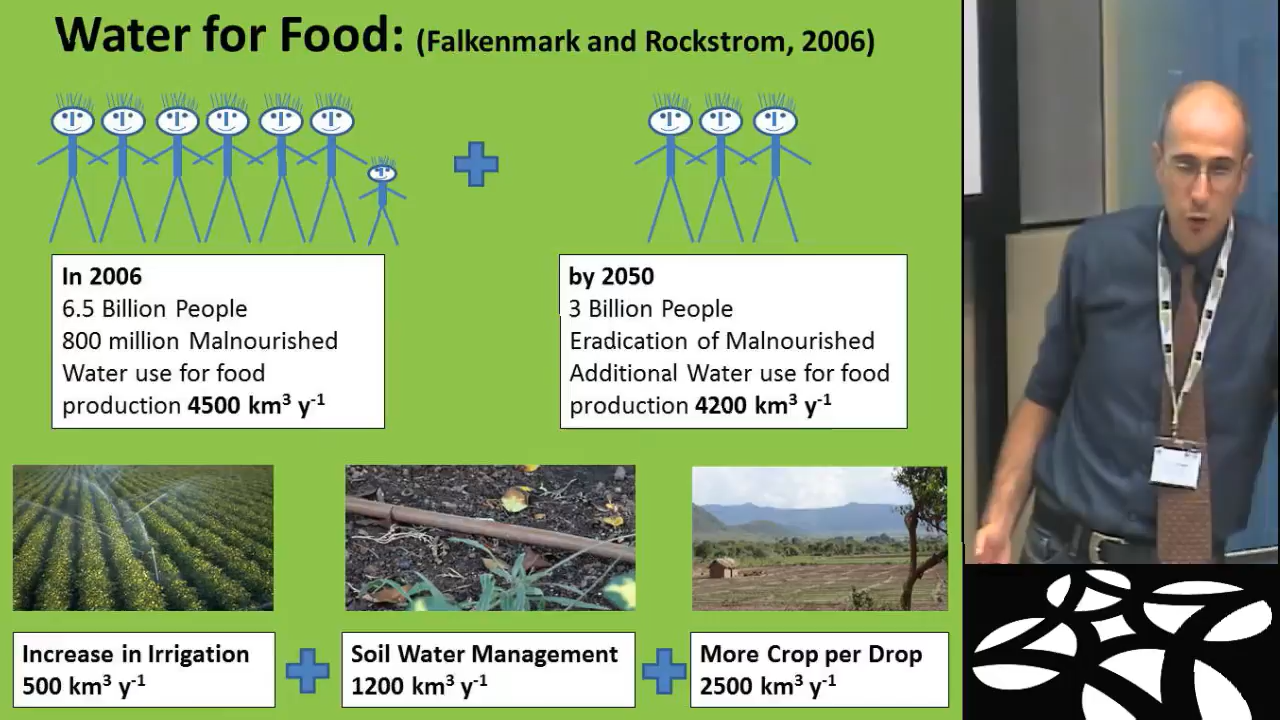 Water for Food: (Falkenmark and Rockstrom, 2006)
In 2006
6.5 Billion People
800 million Malnourished
Water use for food
production 4500 km³ y⁻¹
by 2050
3 Billion People
Eradication of Malnourished
Additional Water use for food
production 4200 km³ y⁻¹
Increase in Irrigation
500 km³ y⁻¹
Soil Water Management
1200 km³ y⁻¹
More Crop per Drop
2500 km³ y⁻¹